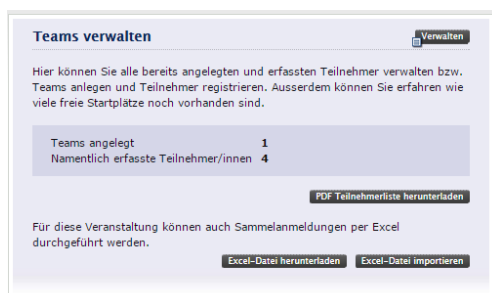 Teams verwalten
Verwalten
Hier können Sie alle bereits angelegten und erfassten Teilnehmer verwalten bzw.
Teams anlegen und Teilnehmer registrieren. Ausserdem können Sie erfahren wie
viele freie Startplätze noch vorhanden sind.
Teams angelegt 1
Namentlich erfasste Teilnehmer/innen 4
PDF Teilnehmerliste herunterladen
Für diese Veranstaltung können auch Sammelanmeldungen per Excel
durchgeführt werden.
Excel-Datei herunterladen Excel-Datei importieren